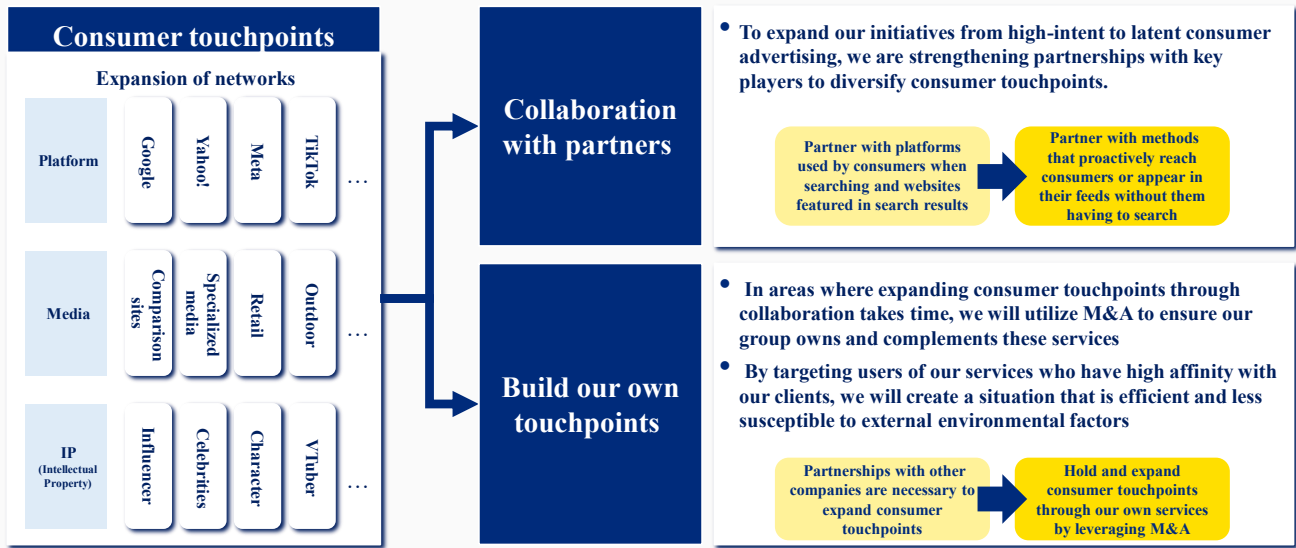 Consumer touchpoints
Expansion of networks
Platform
Google
Yahoo!
Meta
TikTok
…
Media
Comparison
sites
Specialized
media
Retail
Outdoor
…
IP
(Intellectual
Property)
Influencer
Celebrities
Character
VTuber
…
Collaboration
with partners
• To expand our initiatives from high-intent to latent consumer
advertising, we are strengthening partnerships with key
players to diversify consumer touchpoints.
Partner with platforms
used by consumers when
searching and websites
featured in search results
Partner with methods
that proactively reach
consumers or appear in
their feeds without them
having to search
Build our own
touchpoints
• In areas where expanding consumer touchpoints through
collaboration takes time, we will utilize M&A to ensure our
group owns and complements these services
• By targeting users of our services who have high affinity with
our clients, we will create a situation that is efficient and less
susceptible to external environmental factors
Partnerships with other
companies are necessary to
expand consumer
touchpoints
Hold and expand
consumer touchpoints
through our own services
by leveraging M&A